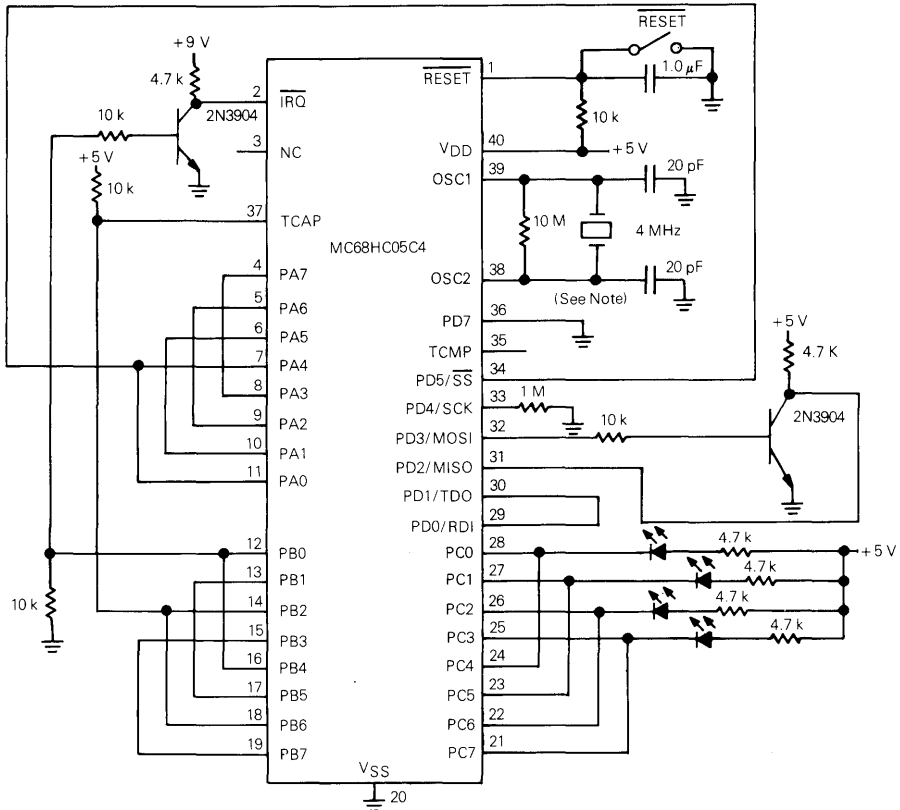 RESET
+9 V
4.7 k
1
RESET
1.0 µF
2
IRQ
2N3904
10 k
10 k
3
NC
VDD
40
+5 V
+5 V
39
OSC1
20 pF
10 k
37
TCAP
10 M
4 MHz
MC68HC05C4
4
PA7
OSC2
38
20 pF
5
PA6
(See Note)
6
PA5
PD7
36
+5 V
7
PA4
TCMP
35
4.7 K
8
PA3
PD5/SS
34
9
PA2
PD4/SCK
33
1 M
2N3904
10
PA1
PD3/MOSI
32
10 k
11
PA0
PD2/MISO
31
PD1/TDO
30
PD0/RDI
29
12
PB0
PC0
28
4.7 k
+5 V
13
PB1
PC1
27
4.7 k
10 k
14
PB2
PC2
26
4.7 k
15
PB3
PC3
25
4.7 k
16
PB4
PC4
24
17
PB5
PC5
23
18
PB6
PC6
22
19
PB7
PC7
21
VSS
20